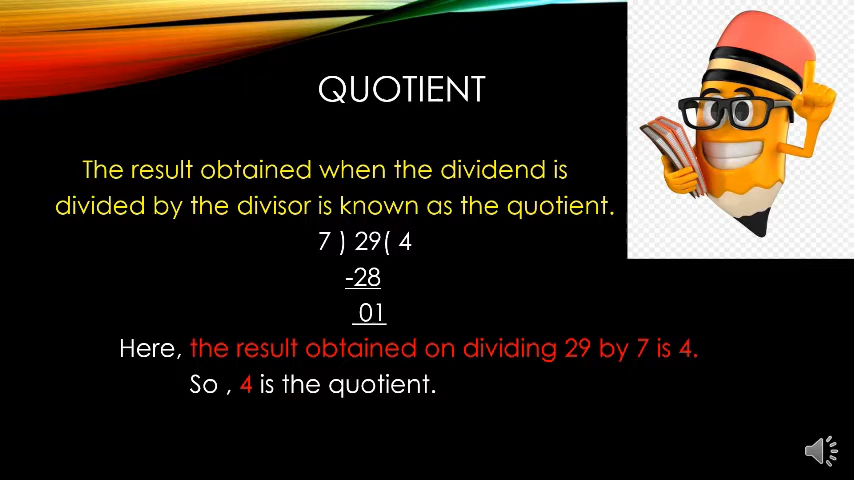 QUOTIENT
The result obtained when the dividend is
divided by the divisor is known as the quotient.
7 ) 29( 4
-28
01
Here, the result obtained on dividing 29 by 7 is 4.
So , 4 is the quotient.